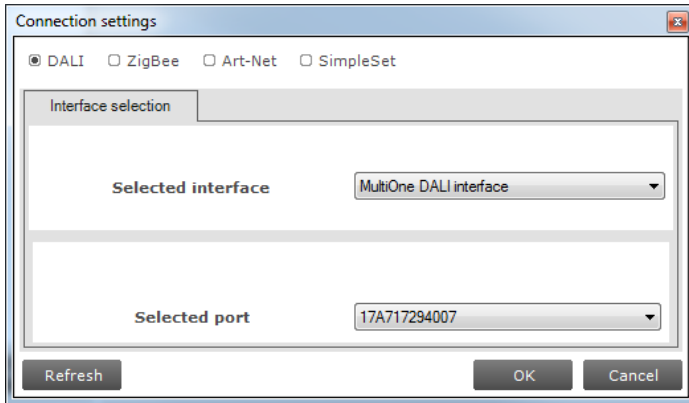 Connection settings
DALI ZigBee Art-Net SimpleSet
Interface selection
Selected interface MultiOne DALI interface
Selected port 17A717294007
Refresh OK Cancel